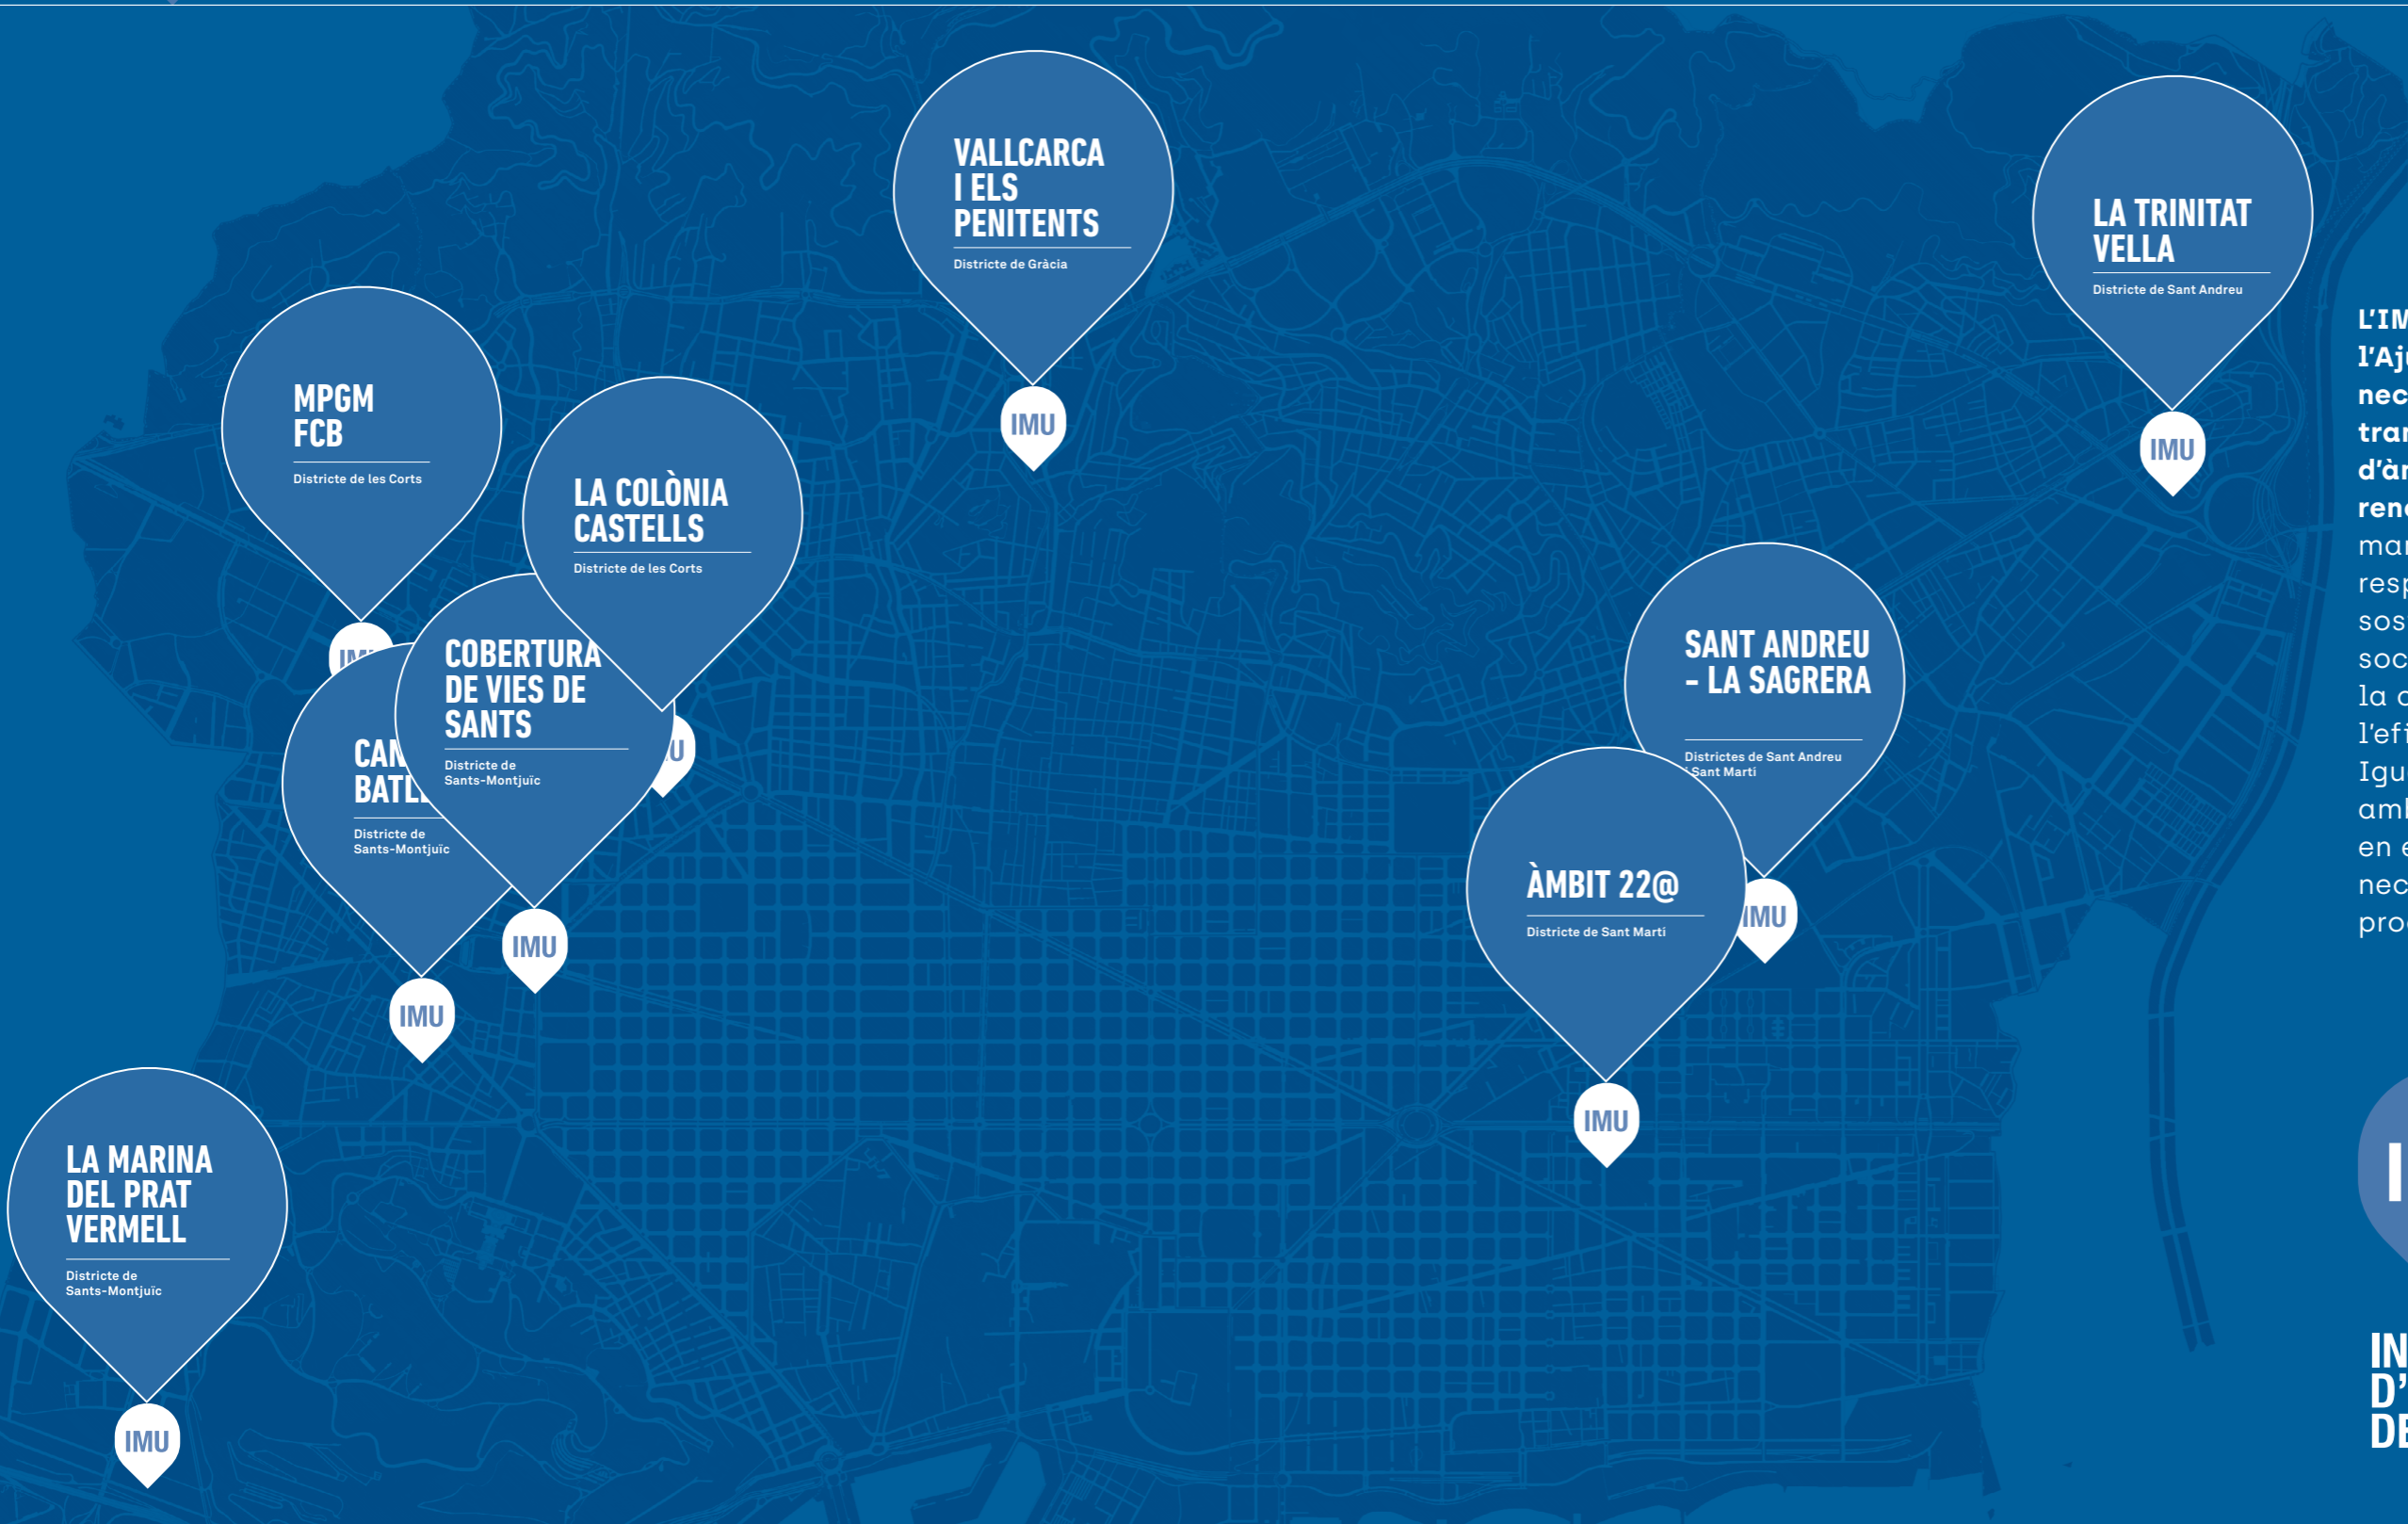 VALLCARCA
I ELS
PENITENTS
Districte de Gràcia
IMU
LA TRINITAT
VELLA
Districte de Sant Andreu
IMU
MPGM
FCB
Districte de les Corts
LA COLÒNIA
CASTELLS
Districte de les Corts
COBERTURA
DE VIES DE
SANTS
Districte de
Sants-Montjuïc
IMU
Districte de
Sants-Montjuïc
IMU
SANT ANDREU
- LA SAGRERA
Districtes de Sant Andreu
i Sant Martí
IMU
ÀMBIT 22@
Districte de Sant Martí
IMU
LA MARINA
DEL PRAT
VERMELL
Districte de
Sants-Montjuïc
IMU
la
en